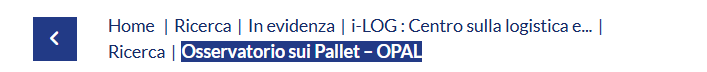 Home | Ricerca | In evidenza | i-LOG : Centro sulla logistica e... |
Ricerca | Osservatorio sui Pallet – OPAL